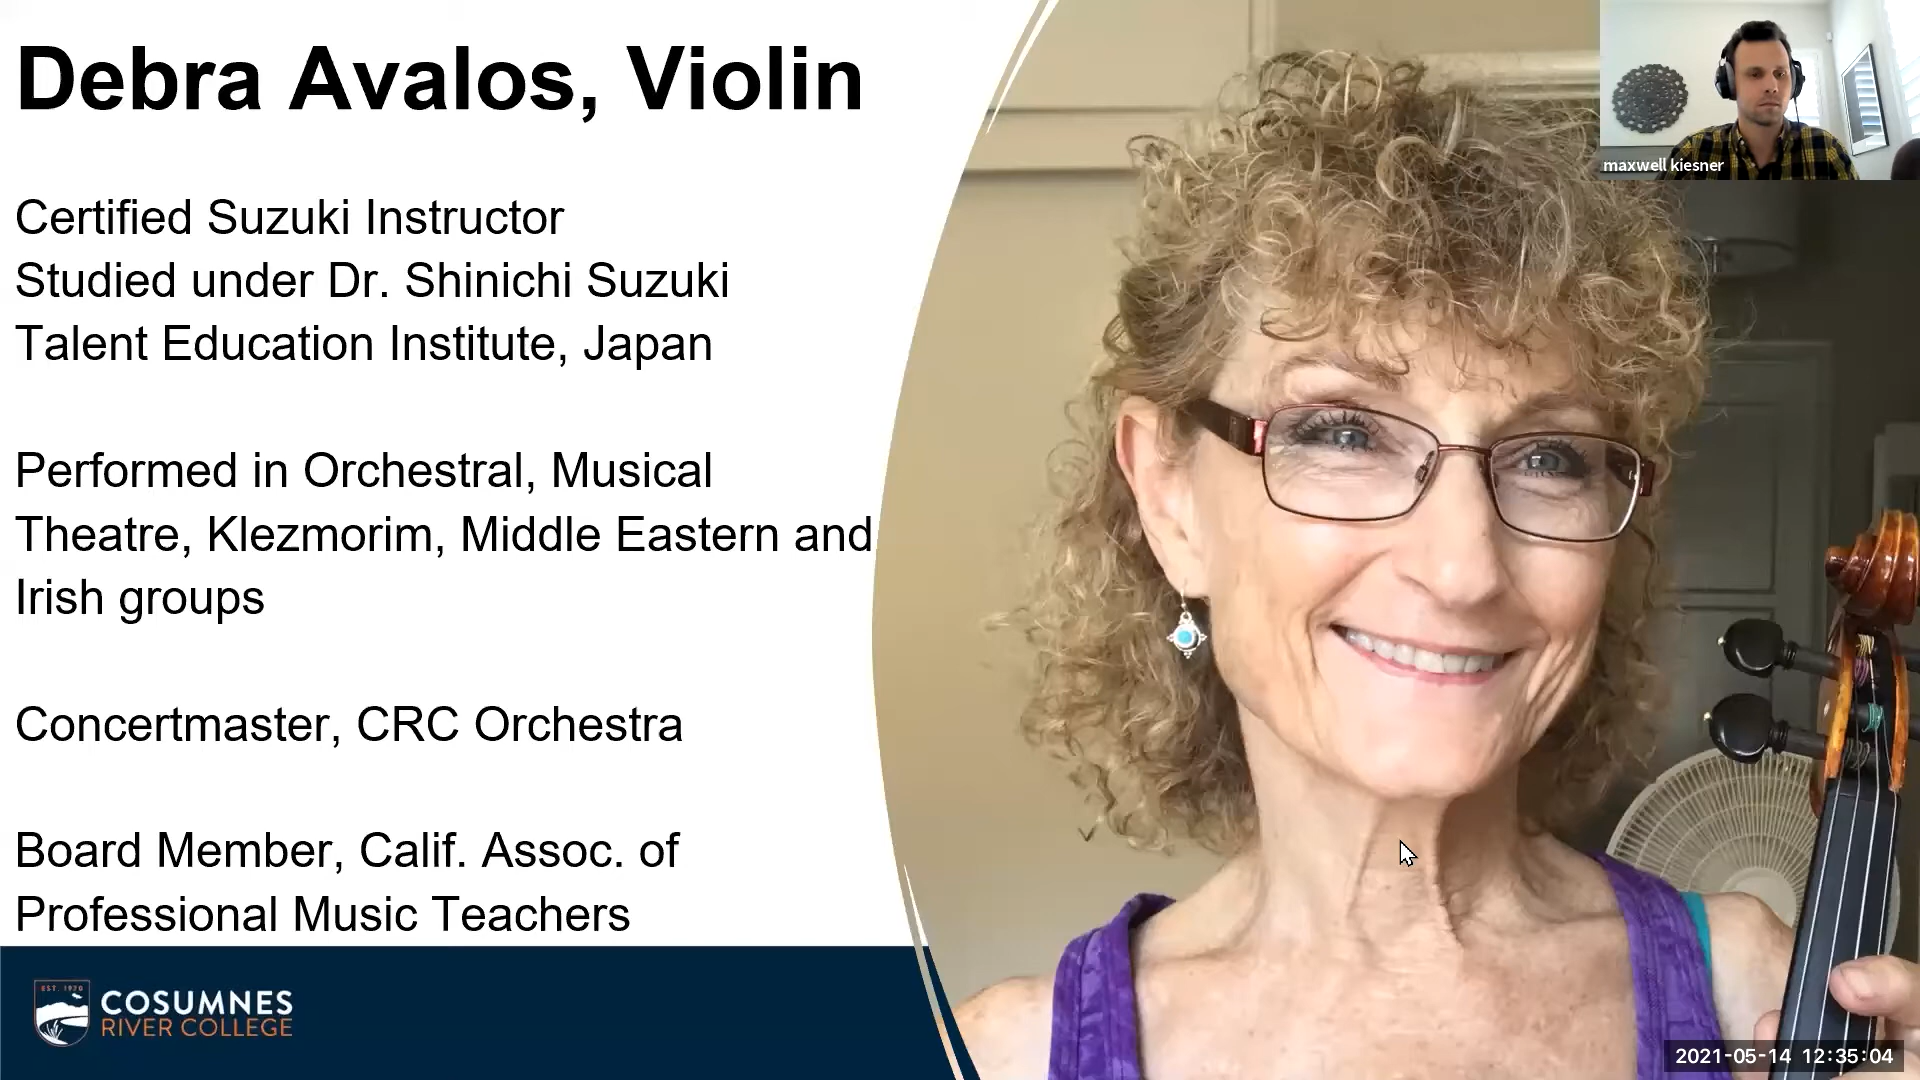 Debra Avalos, Violin
Certified Suzuki Instructor
Studied under Dr. Shinichi Suzuki
Talent Education Institute, Japan
Performed in Orchestral, Musical
Theatre, Klezmorim, Middle Eastern and
Irish groups
Concertmaster, CRC Orchestra
Board Member, Calif. Assoc. of
Professional Music Teachers
maxwell kiesner
EST. 1970
COSUMNES
RIVER COLLEGE
2021-05-14 12:35:04